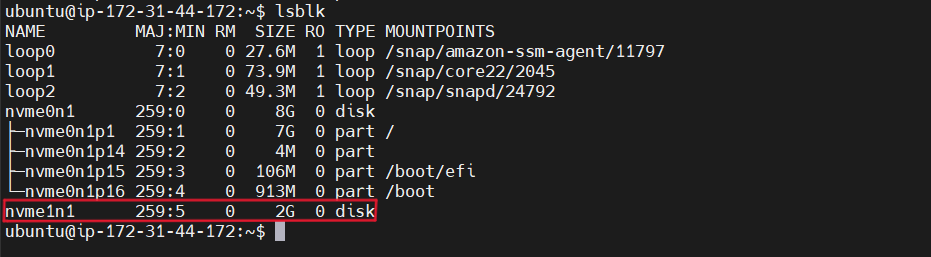 ubuntu@ip-172-31-44-172:~$ lsblk
NAME         MAJ:MIN RM   SIZE RO TYPE MOUNTPOINTS
loop0          7:0    0  27.6M  1 loop /snap/amazon-ssm-agent/11797
loop1          7:1    0  73.9M  1 loop /snap/core22/2045
loop2          7:2    0  49.3M  1 loop /snap/snapd/24792
nvme0n1      259:0    0     8G  0 disk
├─nvme0n1p1  259:1    0     7G  0 part /
├─nvme0n1p14 259:2    0     4M  0 part
├─nvme0n1p15 259:3    0   106M  0 part /boot/efi
└─nvme0n1p16 259:4    0   913M  0 part /boot
nvme1n1      259:5    0     2G  0 disk
ubuntu@ip-172-31-44-172:~$